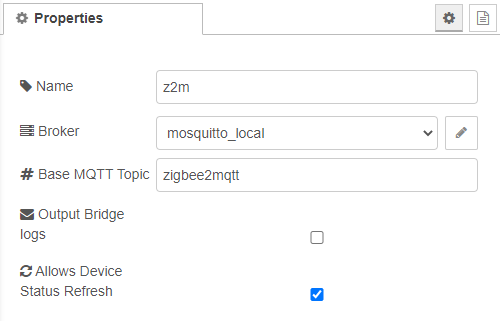 Properties
Name
z2m
Broker
mosquitto_local
Base MQTT Topic
zigbee2mqtt
Output Bridge
logs
Allows Device
Status Refresh